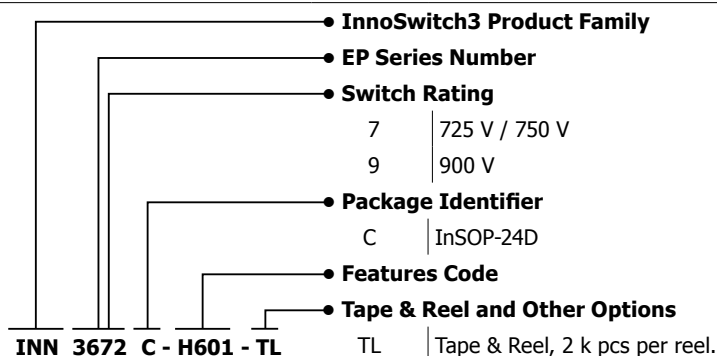 InnoSwitch3 Product Family
EP Series Number
Switch Rating
7 725 V / 750 V
9 900 V
Package Identifier
C InSOP-24D
Features Code
Tape & Reel and Other Options
INN 3672 C - H601 - TL TL Tape & Reel, 2 k pcs per reel.